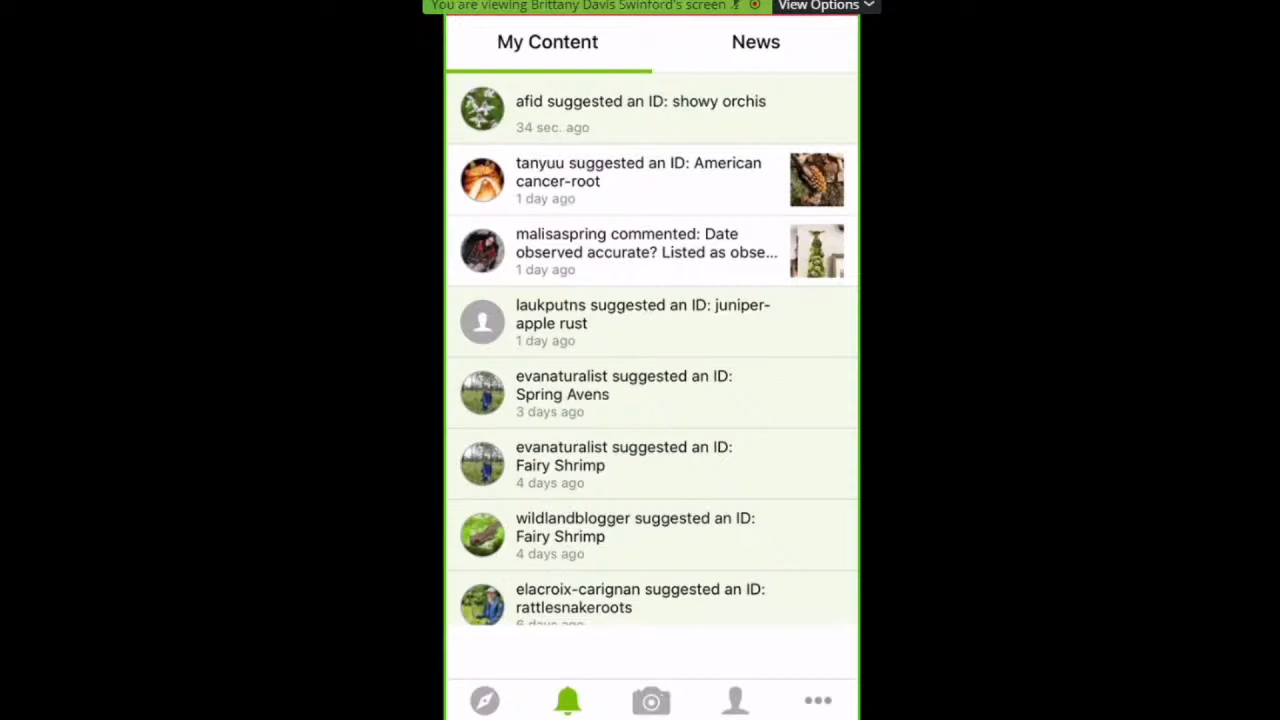 You are viewing Brittany Davis Swinford's screen
View Options
My Content
News
afid suggested an ID: showy orchis
34 sec. ago
tanyuu suggested an ID: American
cancer-root
1 day ago
malisaspring commented: Date
observed accurate? Listed as obse...
1 day ago
laukputns suggested an ID: juniper-
apple rust
1 day ago
evanaturalist suggested an ID:
Spring Avens
3 days ago
evanaturalist suggested an ID:
Fairy Shrimp
4 days ago
wildlandblogger suggested an ID:
Fairy Shrimp
4 days ago
elacroix-carignan suggested an ID:
rattlesnakeroots
6 days ago